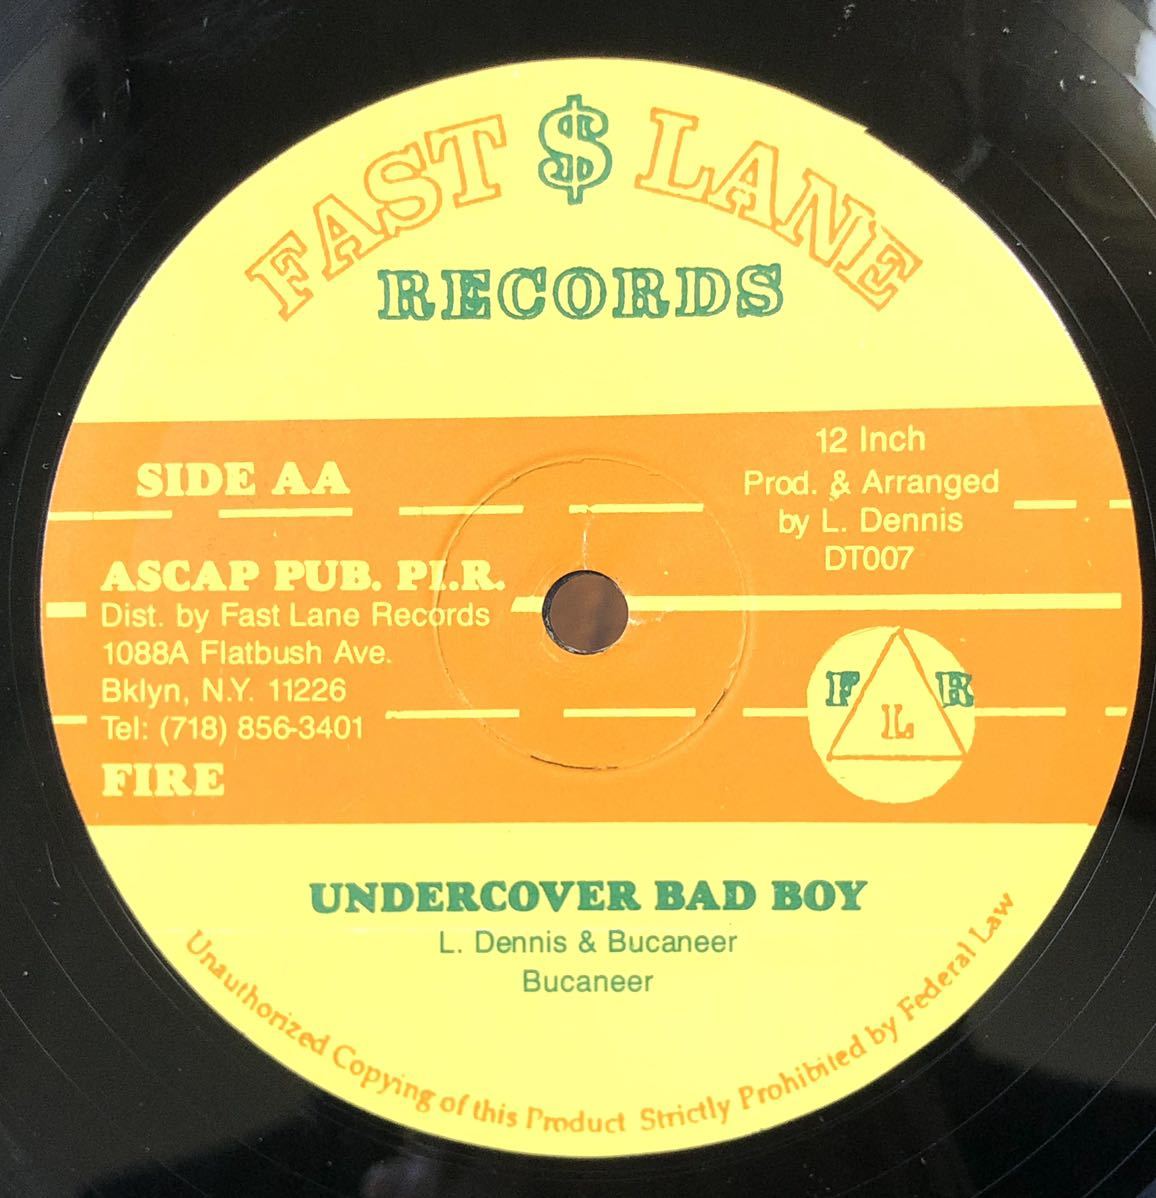 FAST $ LANE
RECORDS
SIDE AA
12 Inch
Prod. & Arranged
by L. Dennis
DT007
ASCAP PUB. PI.R.
Dist. by Fast Lane Records
1088A Flatbush Ave.
Bklyn, N.Y. 11226
Tel: (718) 856-3401
FIRE
F L R
UNDERCOVER BAD BOY
L. Dennis & Bucaneer
Bucaneer
Unauthorized Copying of this Product Strictly Prohibited by Federal Law